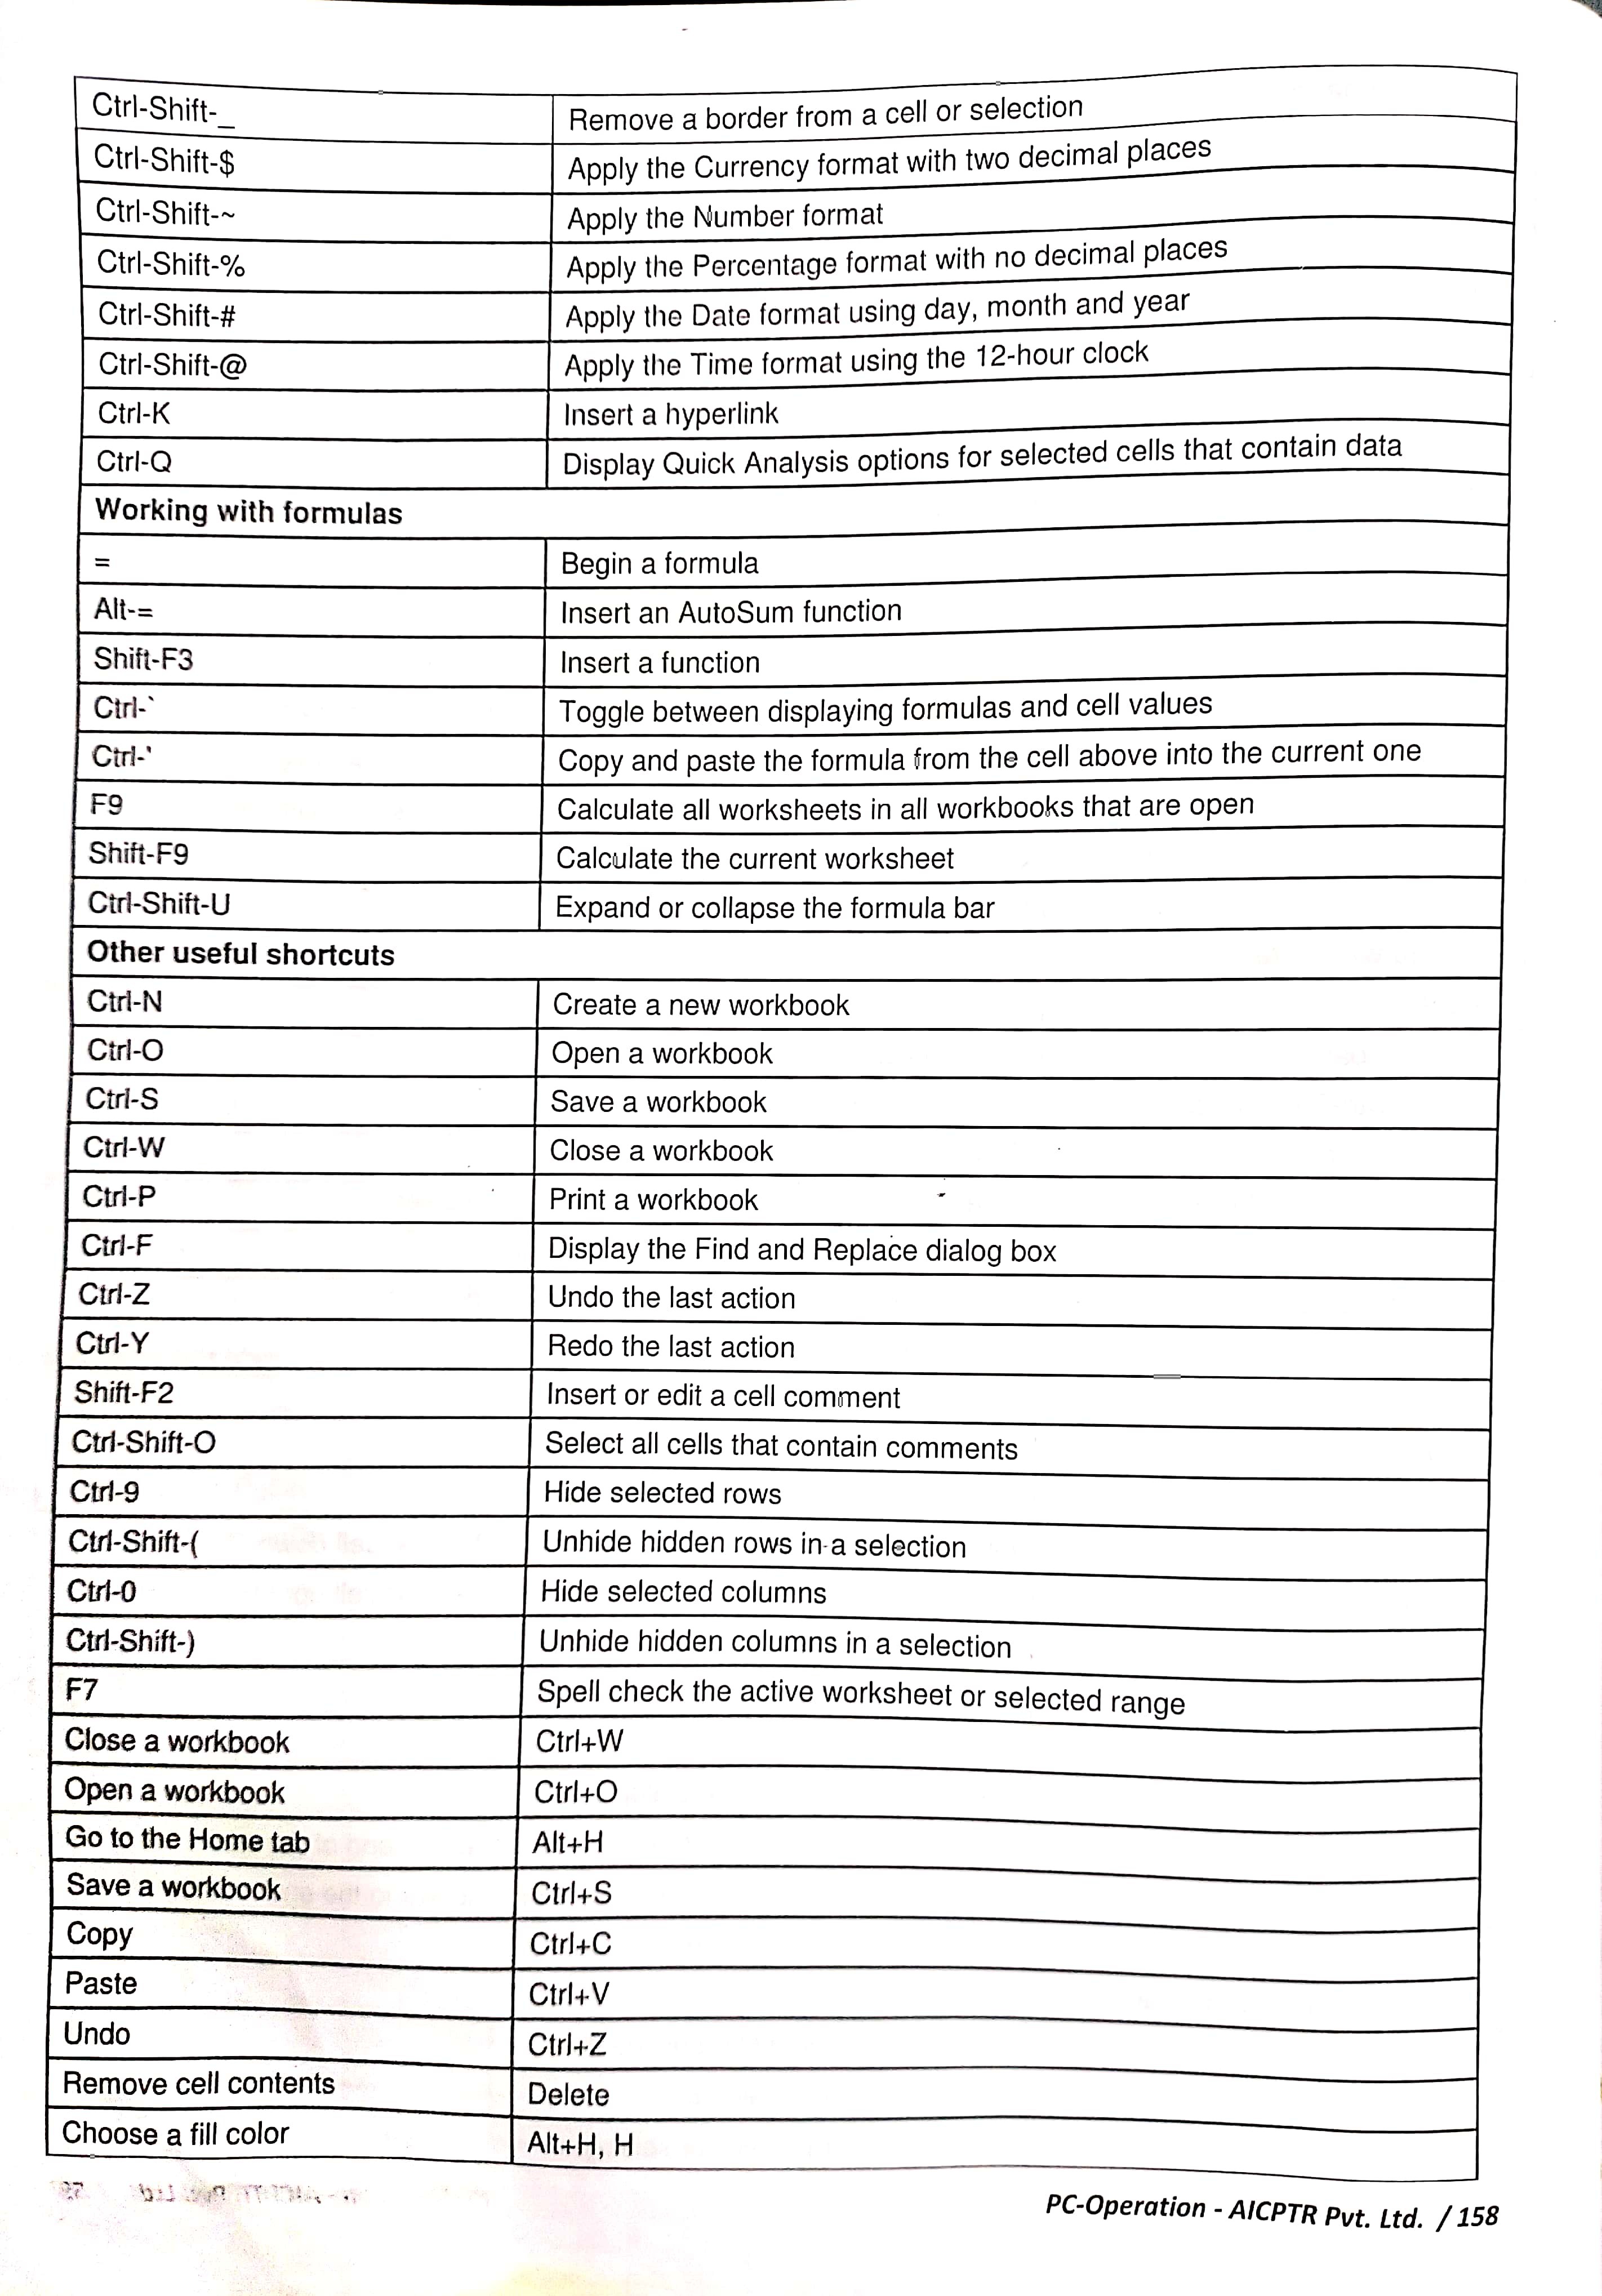 Ctrl-Shift-_ Remove a border from a cell or selection
Ctrl-Shift-$ Apply the Currency format with two decimal places
Ctrl-Shift-~ Apply the Number format
Ctrl-Shift-% Apply the Percentage format with no decimal places
Ctrl-Shift-# Apply the Date format using day, month and year
Ctrl-Shift-@ Apply the Time format using the 12-hour clock
Ctrl-K Insert a hyperlink
Ctrl-Q Display Quick Analysis options for selected cells that contain data
Working with formulas
= Begin a formula
Alt-= Insert an AutoSum function
Shift-F3 Insert a function
Ctrl-` Toggle between displaying formulas and cell values
Ctrl-' Copy and paste the formula from the cell above into the current one
F9 Calculate all worksheets in all workbooks that are open
Shift-F9 Calculate the current worksheet
Ctrl-Shift-U Expand or collapse the formula bar
Other useful shortcuts
Ctrl-N Create a new workbook
Ctrl-O Open a workbook
Ctrl-S Save a workbook
Ctrl-W Close a workbook
Ctrl-P Print a workbook
Ctrl-F Display the Find and Replace dialog box
Ctrl-Z Undo the last action
Ctrl-Y Redo the last action
Shift-F2 Insert or edit a cell comment
Ctrl-Shift-O Select all cells that contain comments
Ctrl-9 Hide selected rows
Ctrl-Shift-( Unhide hidden rows in a selection
Ctrl-0 Hide selected columns
Ctrl-Shift-) Unhide hidden columns in a selection
F7 Spell check the active worksheet or selected range
Close a workbook Ctrl+W
Open a workbook Ctrl+O
Go to the Home tab Alt+H
Save a workbook Ctrl+S
Copy Ctrl+C
Paste Ctrl+V
Undo Ctrl+Z
Remove cell contents Delete
Choose a fill color Alt+H, H
PC-Operation - AICPTR Pvt. Ltd. / 158